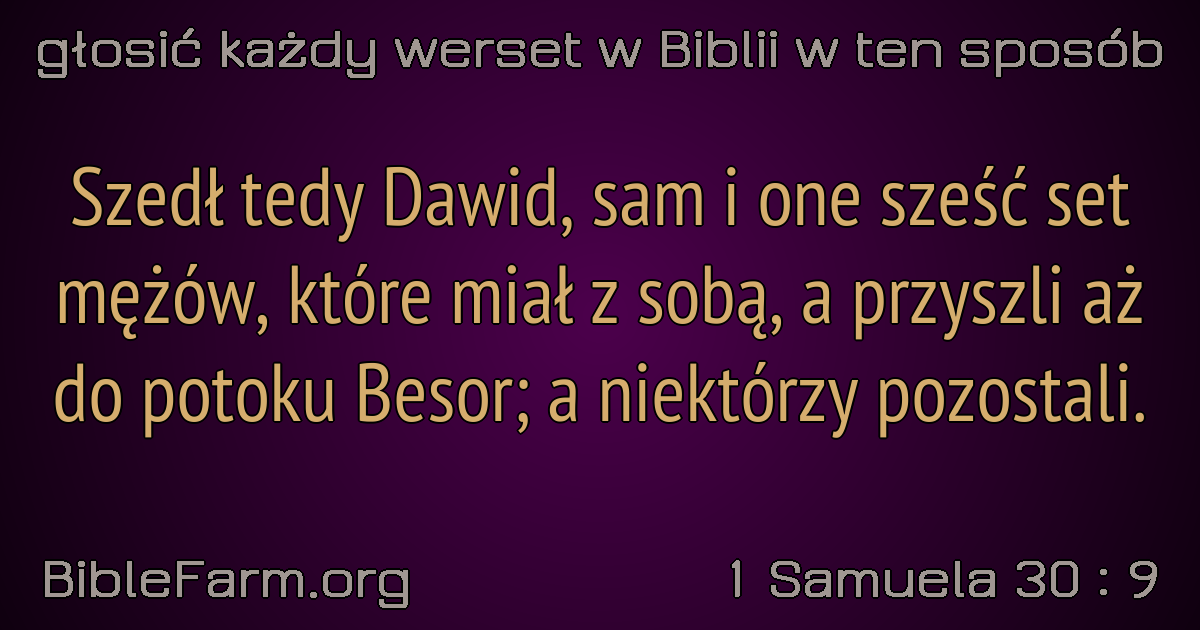 głosić każdy werset w Biblii w ten sposób
Szedł tedy Dawid, sam i one sześć set
mężów, które miał z sobą, a przyszli aż
do potoku Besor; a niektórzy pozostali.
BibleFarm.org
1 Samuela 30 : 9